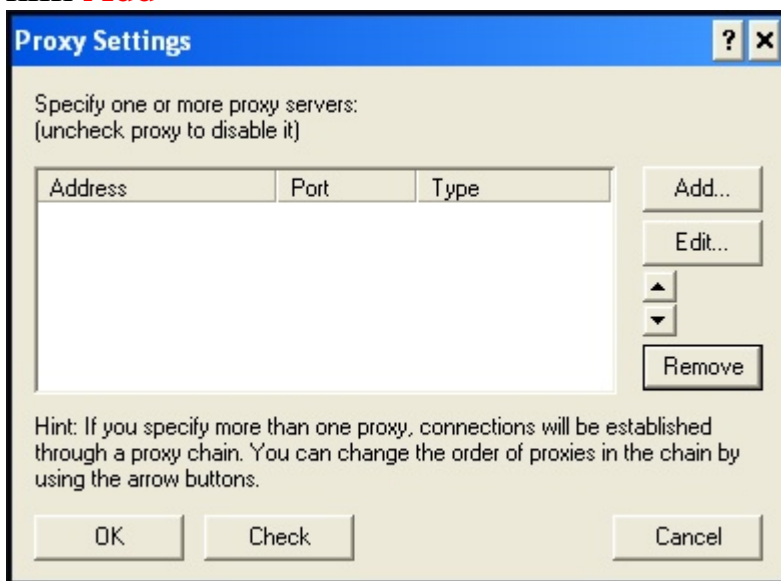 Add
Proxy Settings
Specify one or more proxy servers:
(uncheck proxy to disable it)
Address Port Type
Add...
Edit...
Remove
Hint: If you specify more than one proxy, connections will be established
through a proxy chain. You can change the order of proxies in the chain by
using the arrow buttons.
OK Check Cancel